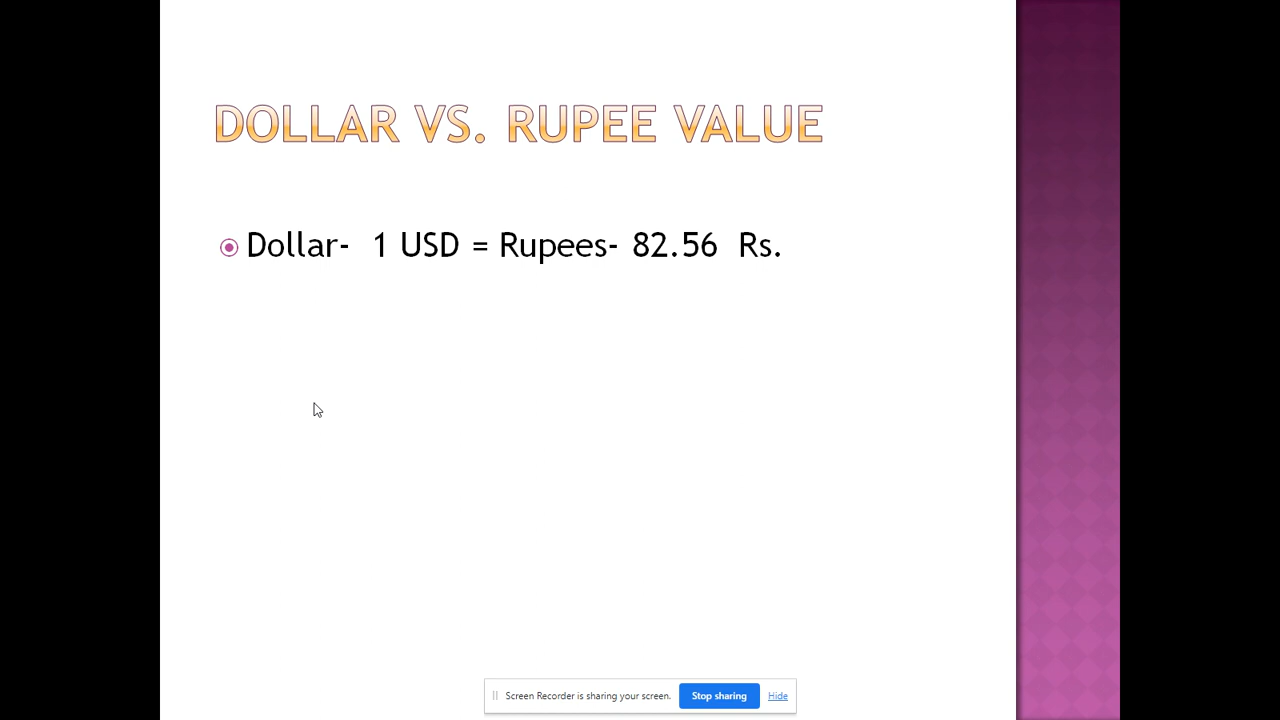 DOLLAR VS. RUPEE VALUE
Dollar- 1 USD = Rupees- 82.56 Rs.
Screen Recorder is sharing your screen. Stop sharing Hide